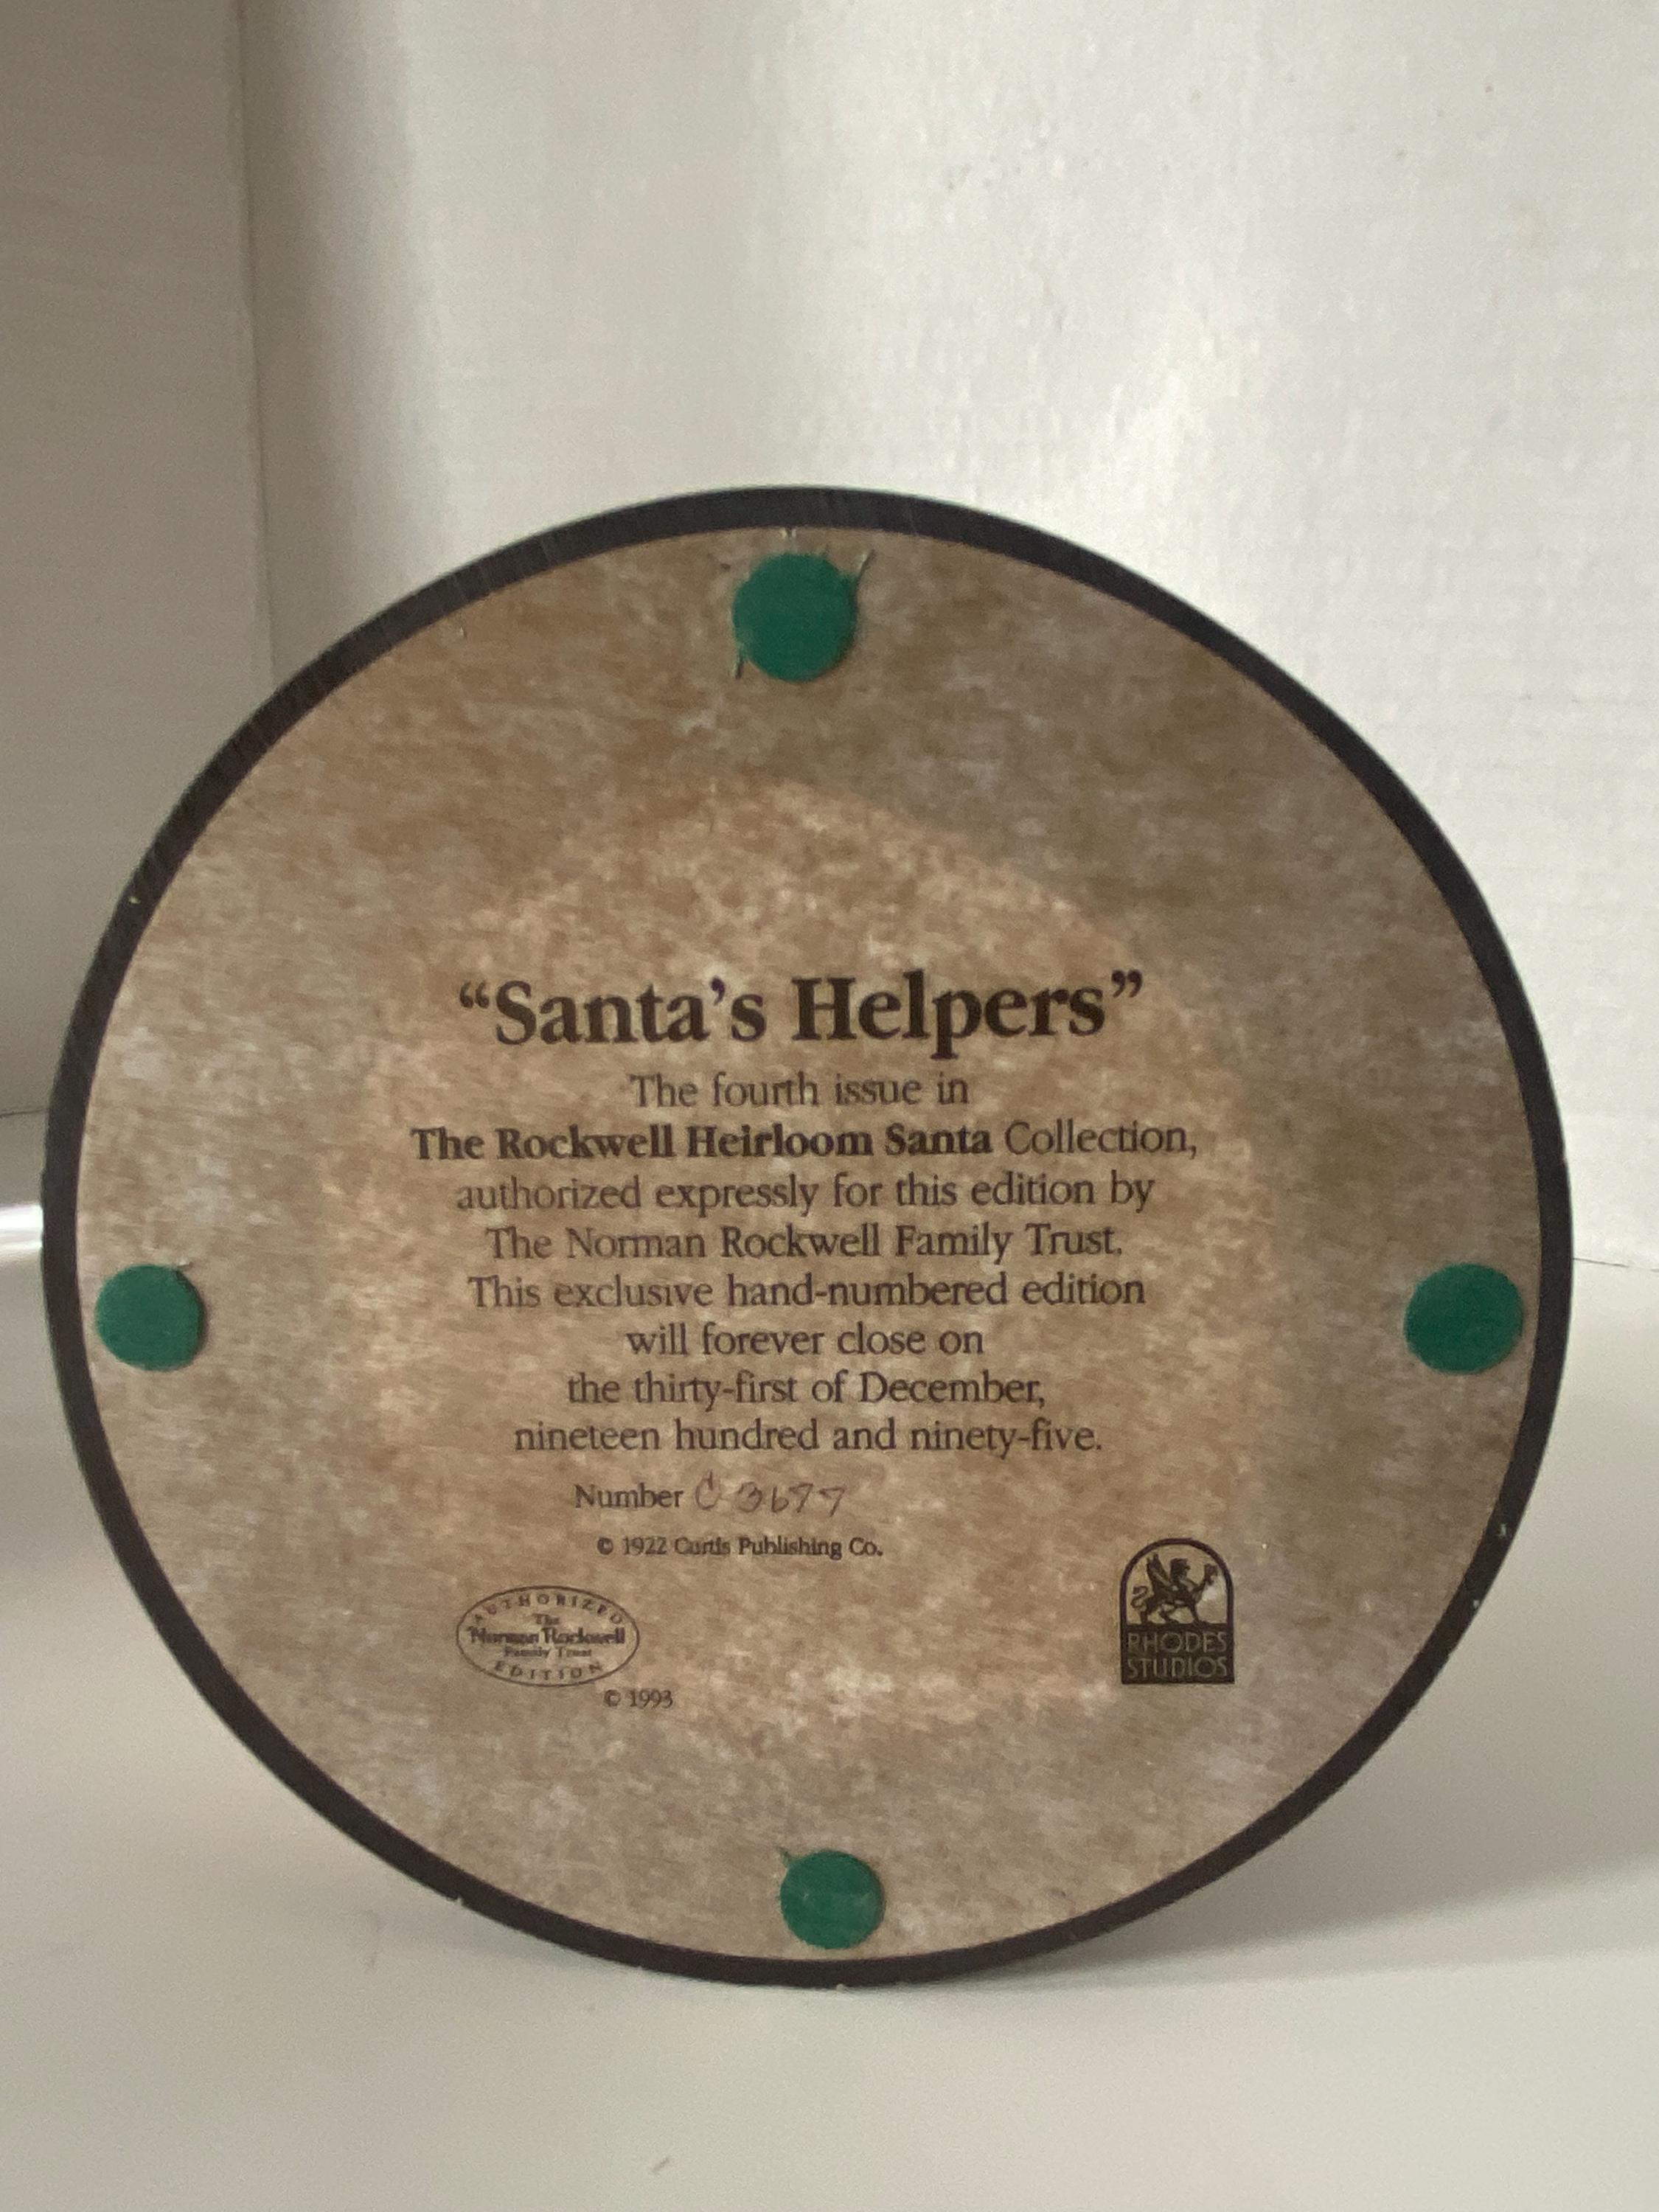 “Santa’s Helpers”
The fourth issue in
The Rockwell Heirloom Santa Collection,
authorized expressly for this edition by
The Norman Rockwell Family Trust.
This exclusive hand-numbered edition
will forever close on
the thirty-first of December,
nineteen hundred and ninety-five.
Number C 3677
© 1922 Curtis Publishing Co.
AUTHORIZED
The
Norman Rockwell
Family Trust
EDITION
© 1993
RHODES
STUDIOS